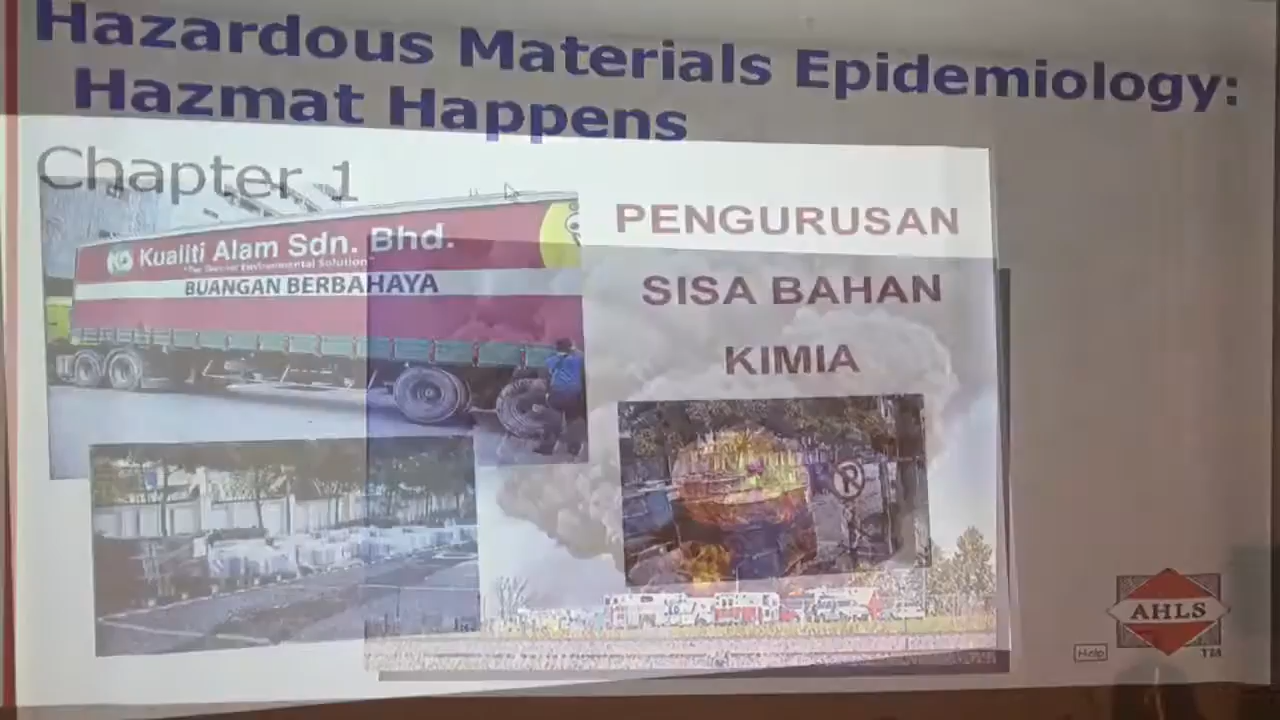 Hazardous Materials Epidemiology:
Hazmat Happens
Chapter 1
Kualiti Alam Sdn. Bhd.
BUANGAN BERBAHAYA
PENGURUSAN
SISA BAHAN
KIMIA
AHLS
TM
Help